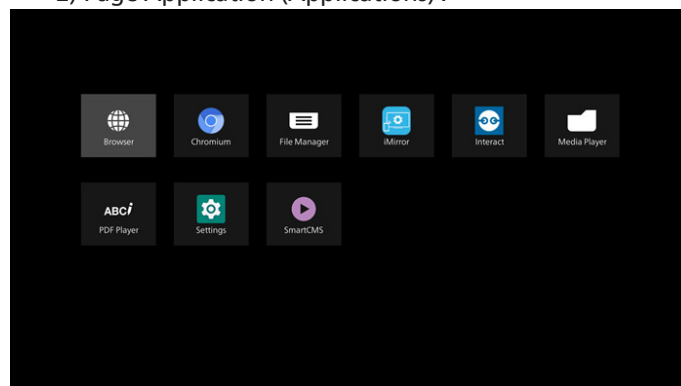 2) Page Application (Applications) :
Browser
Chromium
File Manager
iMirror
Interact
Media Player
ABCi
PDF Player
Settings
SmartCMS